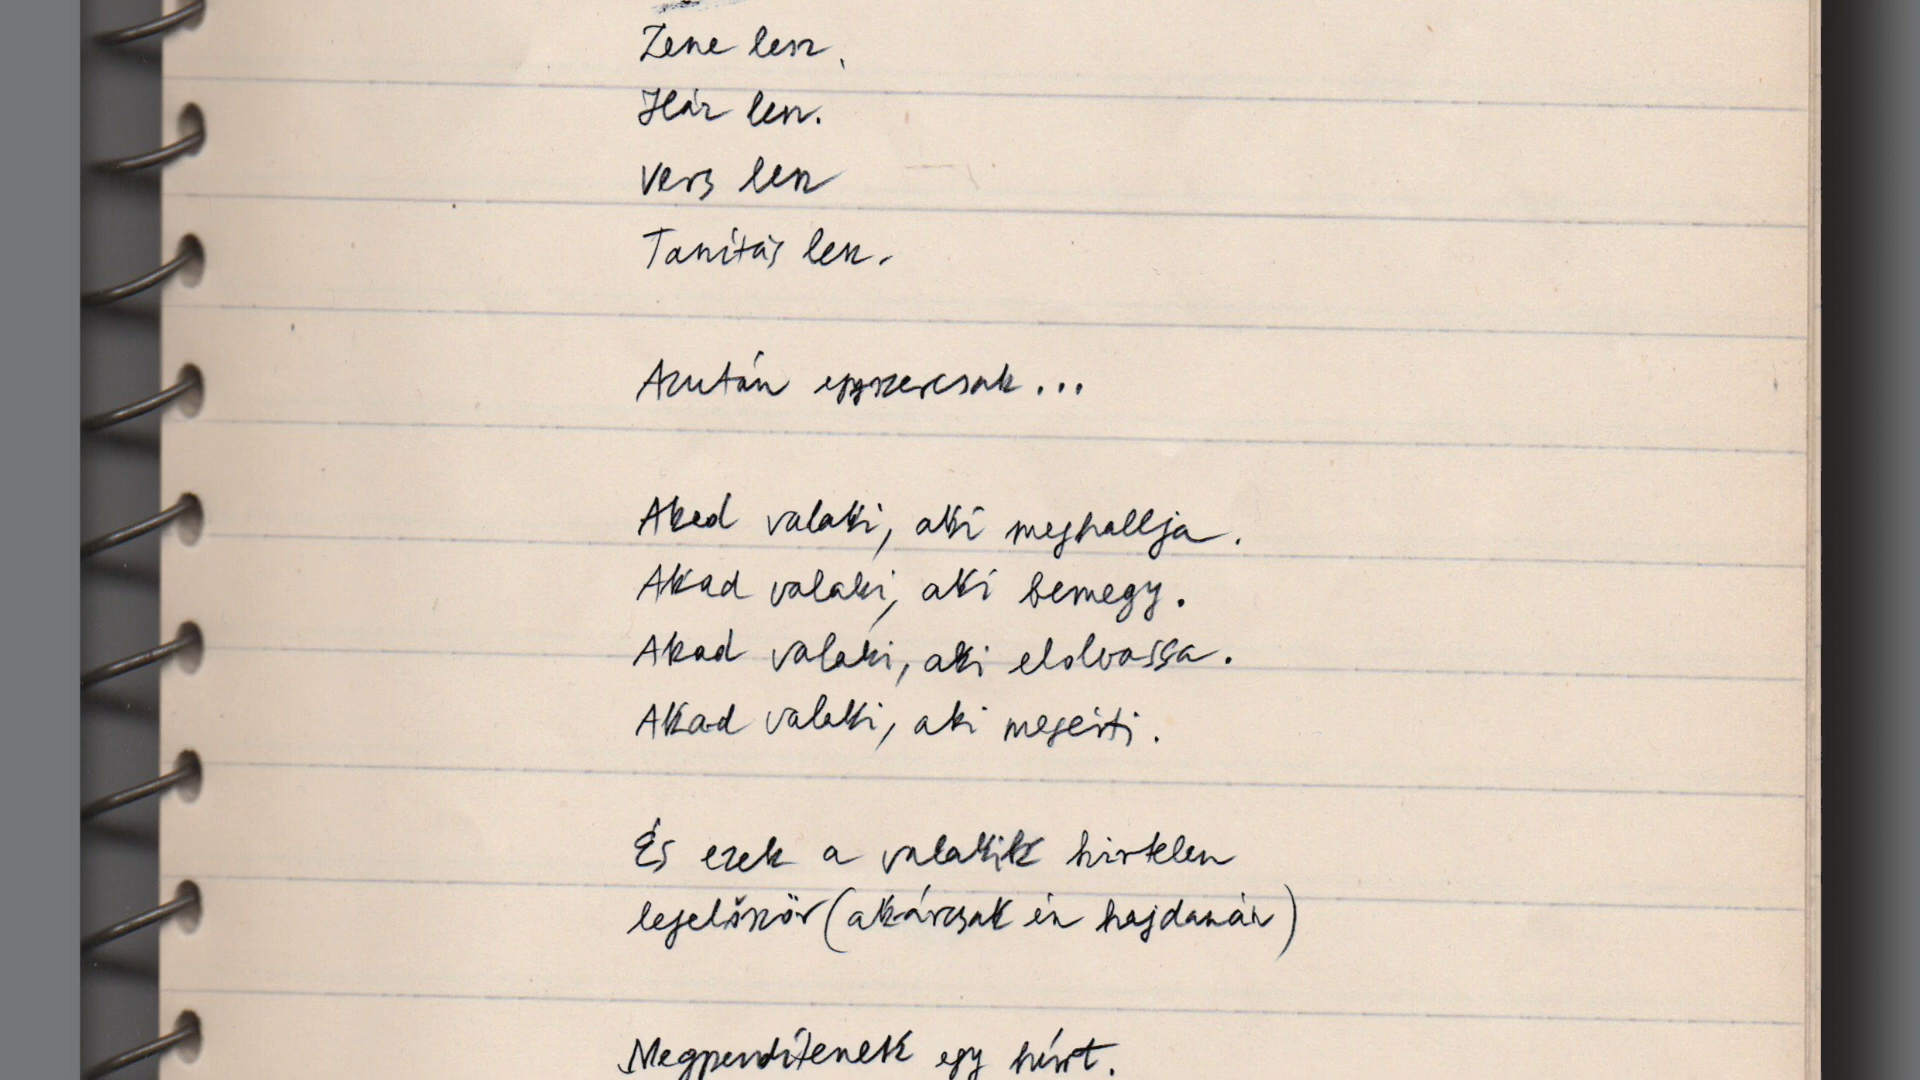 Zene lesz.
Ház lesz.
Vers lesz
Tanítás lesz.
Azután egyszercsak...
Akad valaki, aki meghallja.
Akad valaki, aki bemegy.
Akad valaki, aki elolvassa.
Akad valaki, aki megérti.
És ezek a valakik hirtelen
legelőször (akárcsak én hajdanán)
Megpendítenek egy húrt.